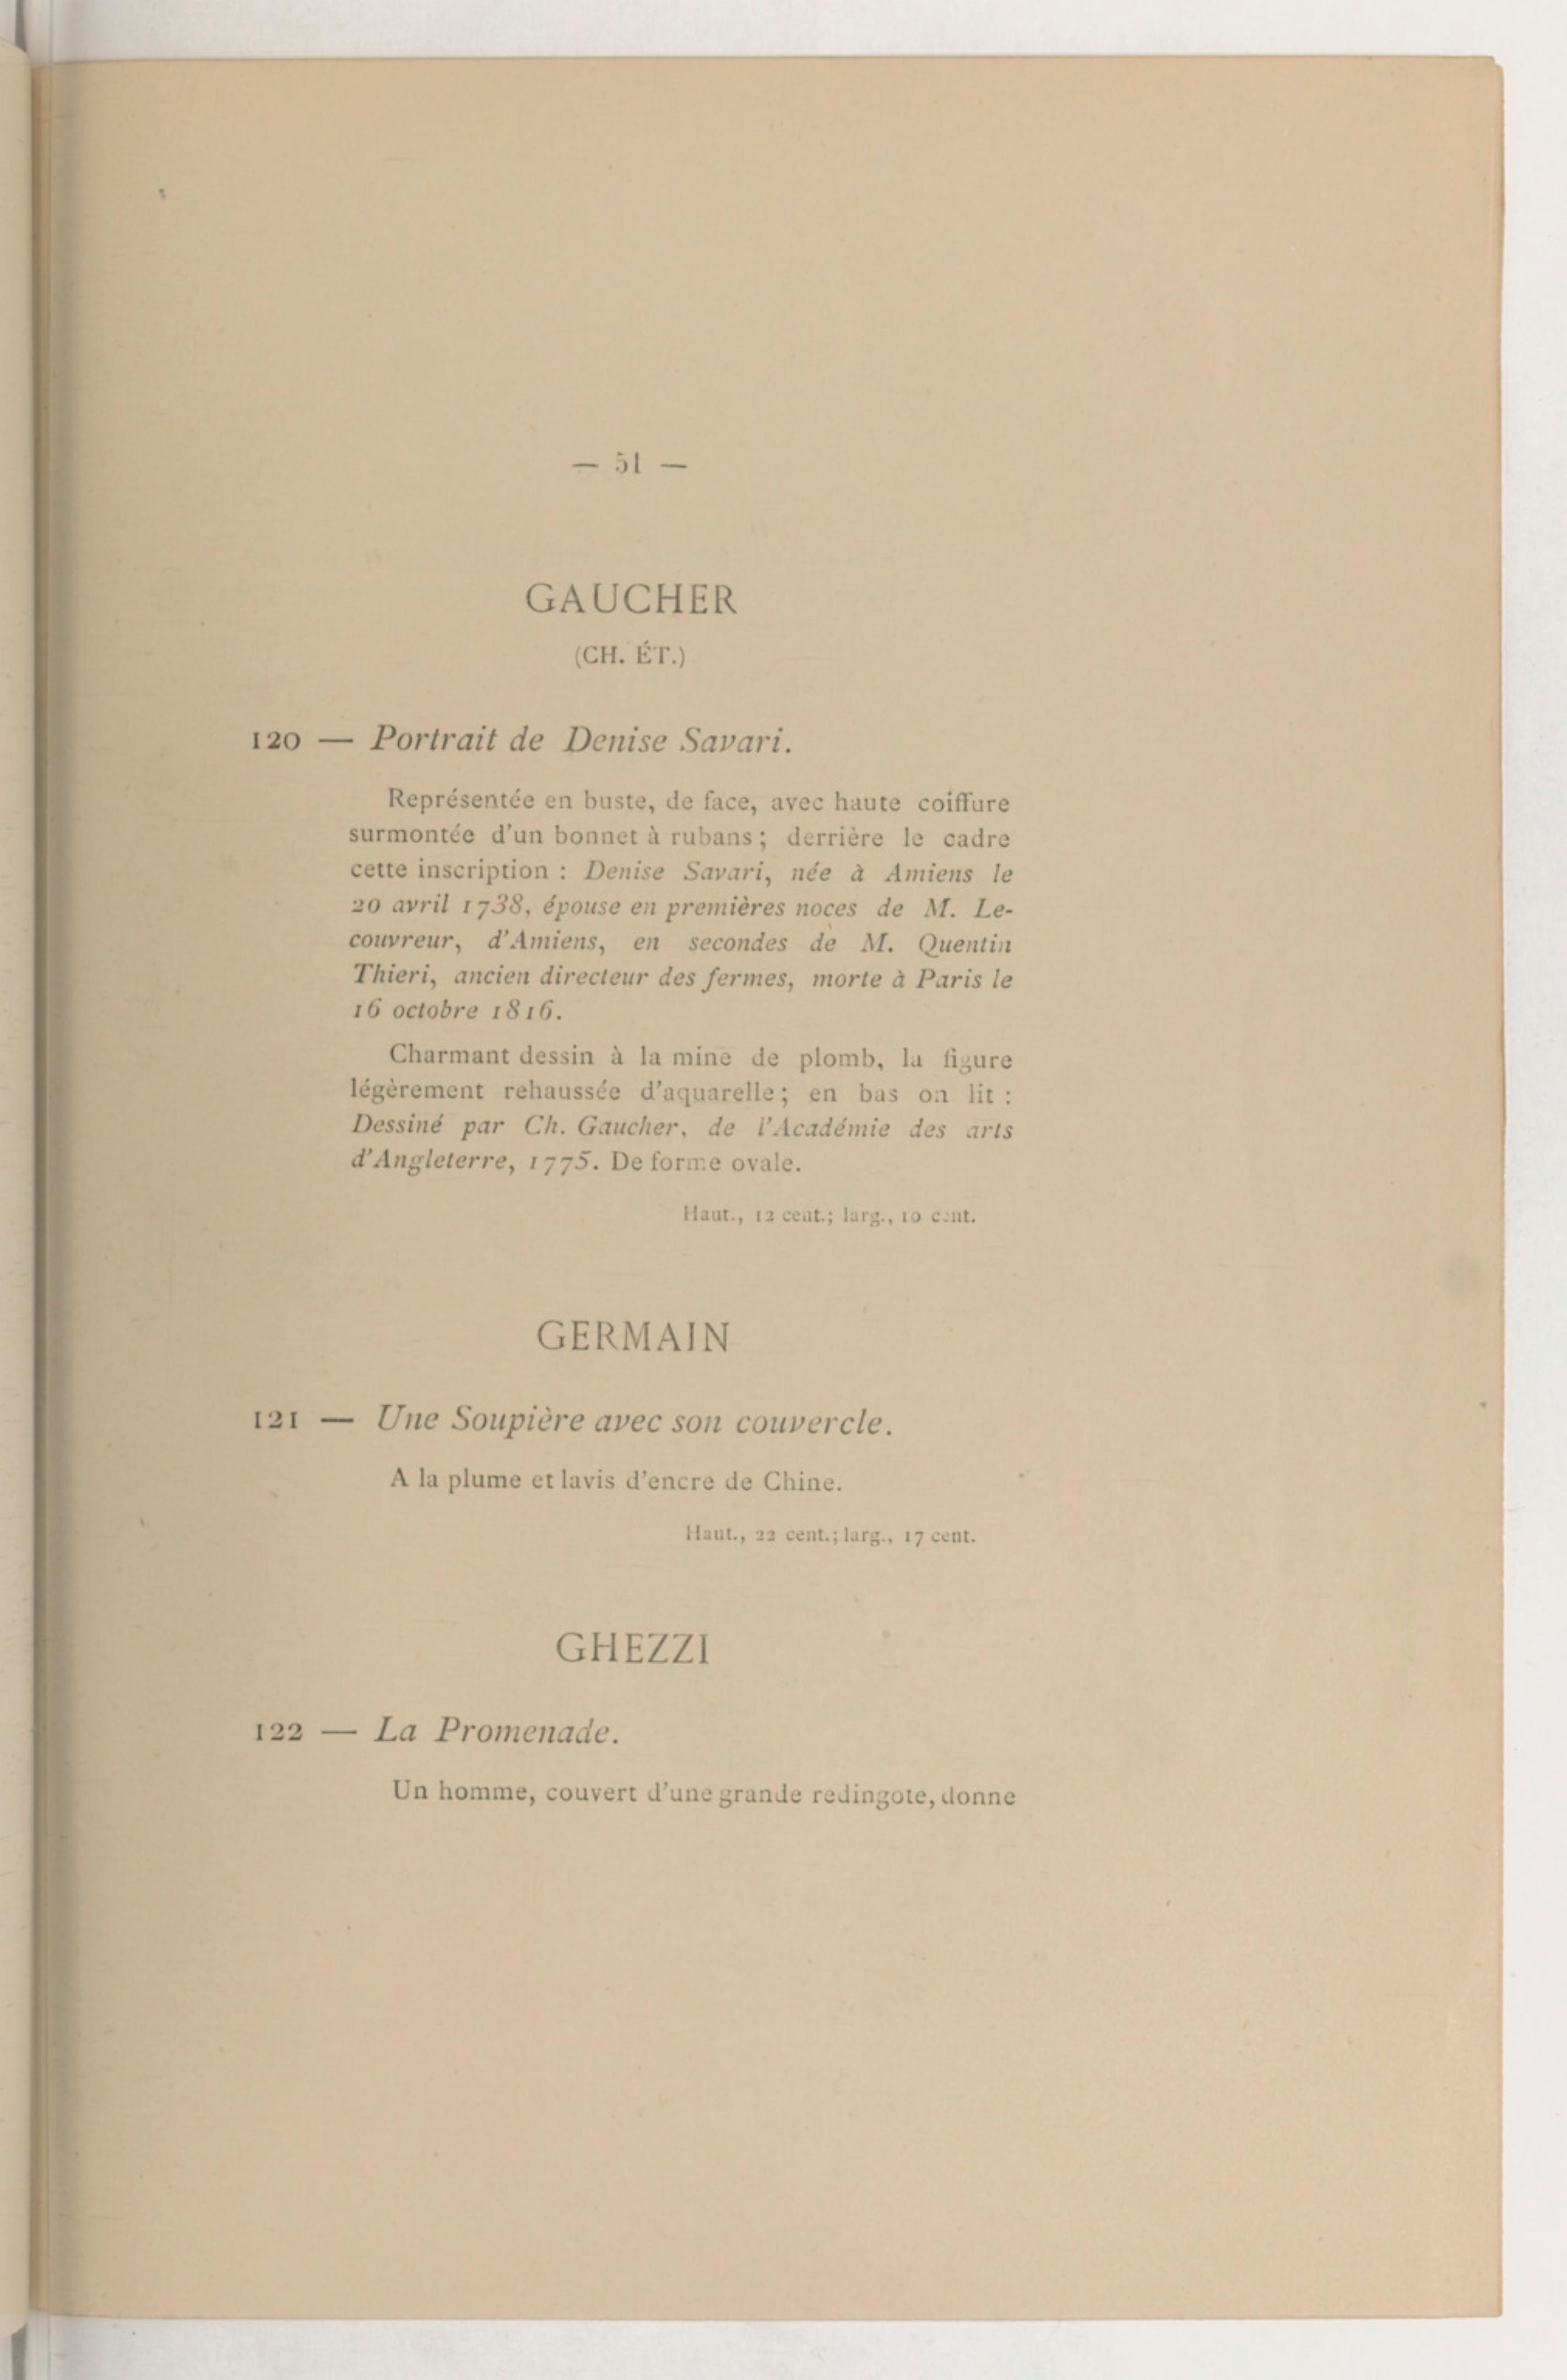 — 51 —
GAUCHER
(CH. ÉT.)
120 — Portrait de Denise Savari.
Représentée en buste, de face, avec haute coiffure
surmontée d'un bonnet à rubans; derrière le cadre
cette inscription : Denise Savari, née à Amiens le
20 avril 1738, épouse en premières noces de M. Le-
couvreur, d'Amiens, en secondes de M. Quentin
Thieri, ancien directeur des fermes, morte à Paris le
16 octobre 1816.
Charmant dessin à la mine de plomb, la figure
légèrement rehaussée d'aquarelle; en bas on lit :
Dessiné par Ch. Gaucher, de l'Académie des arts
d'Angleterre, 1775. De forme ovale.
Haut., 12 cent.; larg., 10 cent.
GERMAIN
121 — Une Soupière avec son couvercle.
A la plume et lavis d'encre de Chine.
Haut., 22 cent.; larg., 17 cent.
GHEZZI
122 — La Promenade.
Un homme, couvert d'une grande redingote, donne